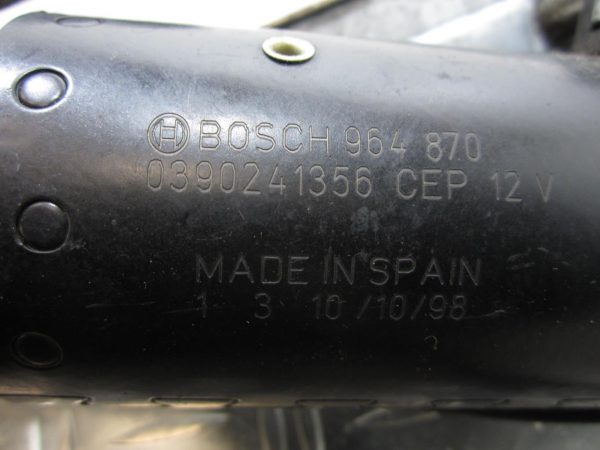 BOSCH 964 870
0390241356 CEP 12 V
MADE IN SPAIN
1 3 10/10/98